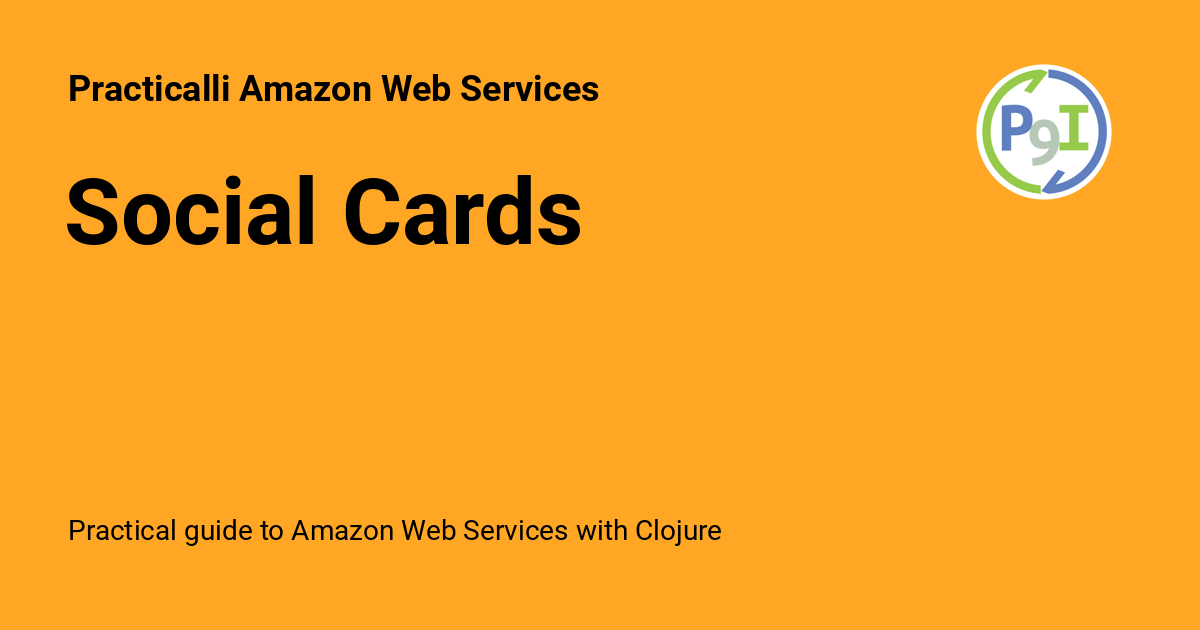 Practicalli Amazon Web Services
P9I
Social Cards
Practical guide to Amazon Web Services with Clojure